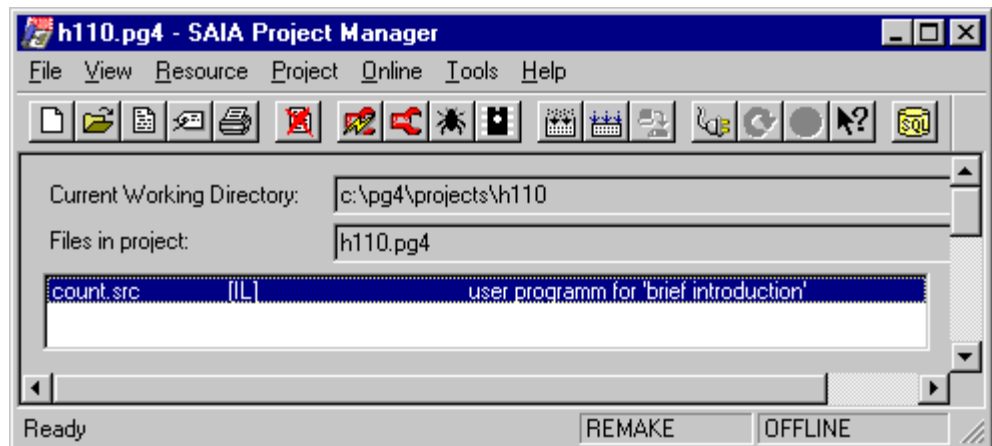 h110.pg4 - SAIA Project Manager
File View Resource Project Online Tools Help
SQL
Current Working Directory: c:\pg4\projects\h110
Files in project: h110.pg4
count.src [IL] user programm for 'brief introduction'
Ready REMAKE OFFLINE